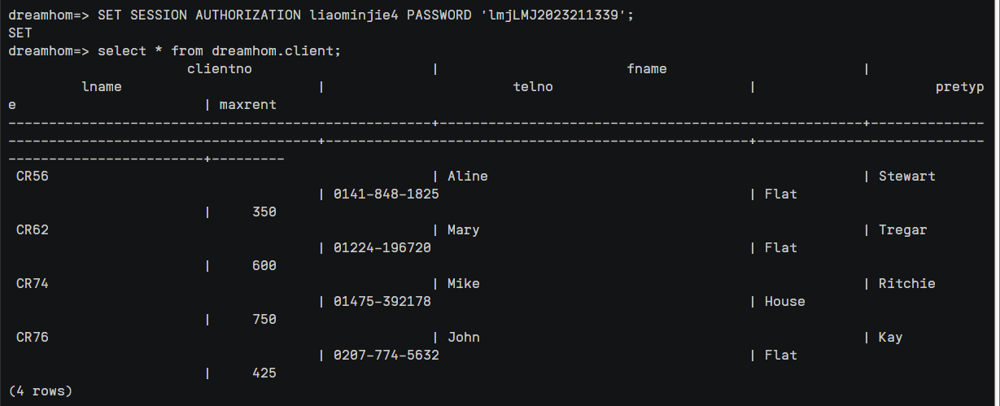 dreamhom=> SET SESSION AUTHORIZATION liaominjie4 PASSWORD 'lmjLMJ2023211339';
SET
dreamhom=> select * from dreamhom.client;
                      clientno                       |                       fname                        |
         lname                         |                       telno                        |                      pretyp
e                       | maxrent
-----------------------------------------------------+----------------------------------------------------+--------------
---------------------------------------+----------------------------------------------------+----------------------------
------------------------+---------
 CR56                                               | Aline                                              | Stewart
                                       | 0141-848-1825                                      | Flat
                        |     350
 CR62                                               | Mary                                               | Tregar
                                       | 01224-196720                                       | Flat
                        |     600
 CR74                                               | Mike                                               | Ritchie
                                       | 01475-392178                                       | House
                        |     750
 CR76                                               | John                                               | Kay
                                       | 0207-774-5632                                      | Flat
                        |     425
(4 rows)